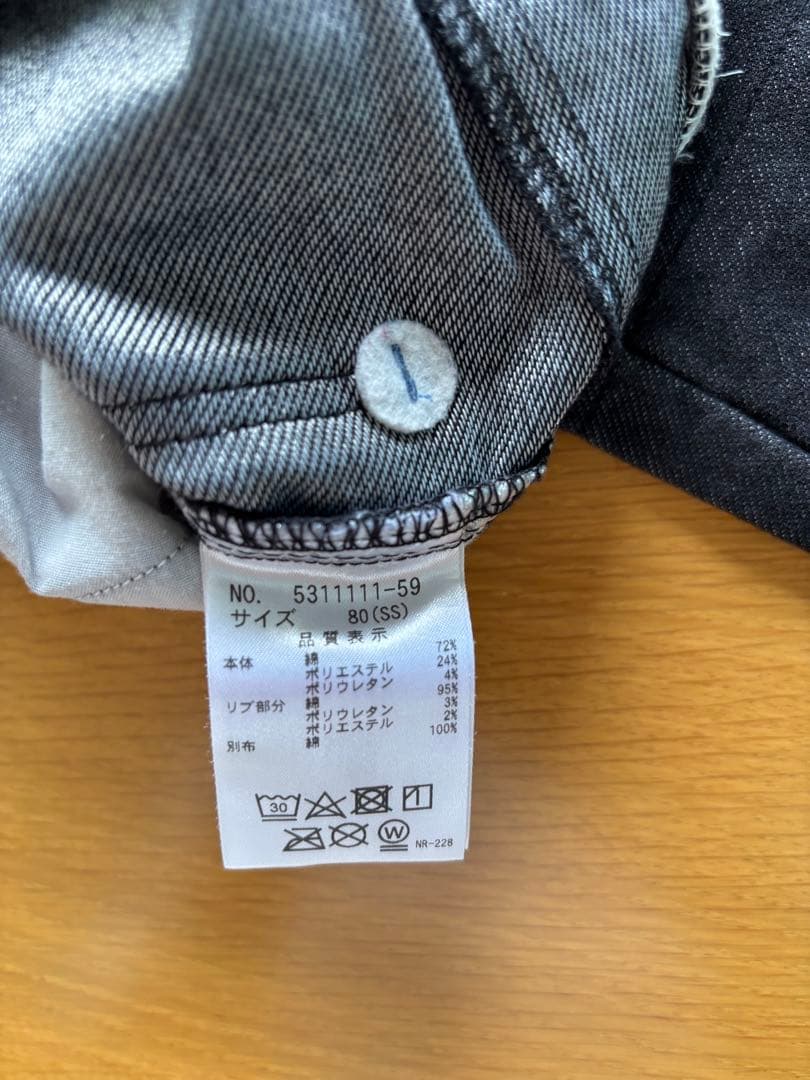 NO. 5311111-59
サイズ 80(SS)
品質表示
本体 綿 72%
ポリエステル 24%
ポリウレタン 4%
リブ部分 綿 95%
ポリウレタン 3%
ポリエステル 2%
別布 綿 100%
30
W
NR-228